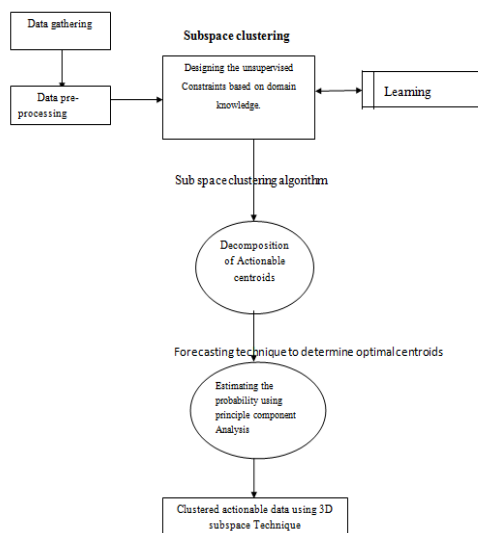 Data gathering
Subspace clustering
Data pre-
processing
Designing the unsupervised
Constraints based on domain
knowledge.
Learning
Sub space clustering algorithm
Decomposition
of Actionable
centroids
Forecasting technique to determine optimal centroids
Estimating the
probability using
principle component
Analysis
Clustered actionable data using 3D
subspace Technique